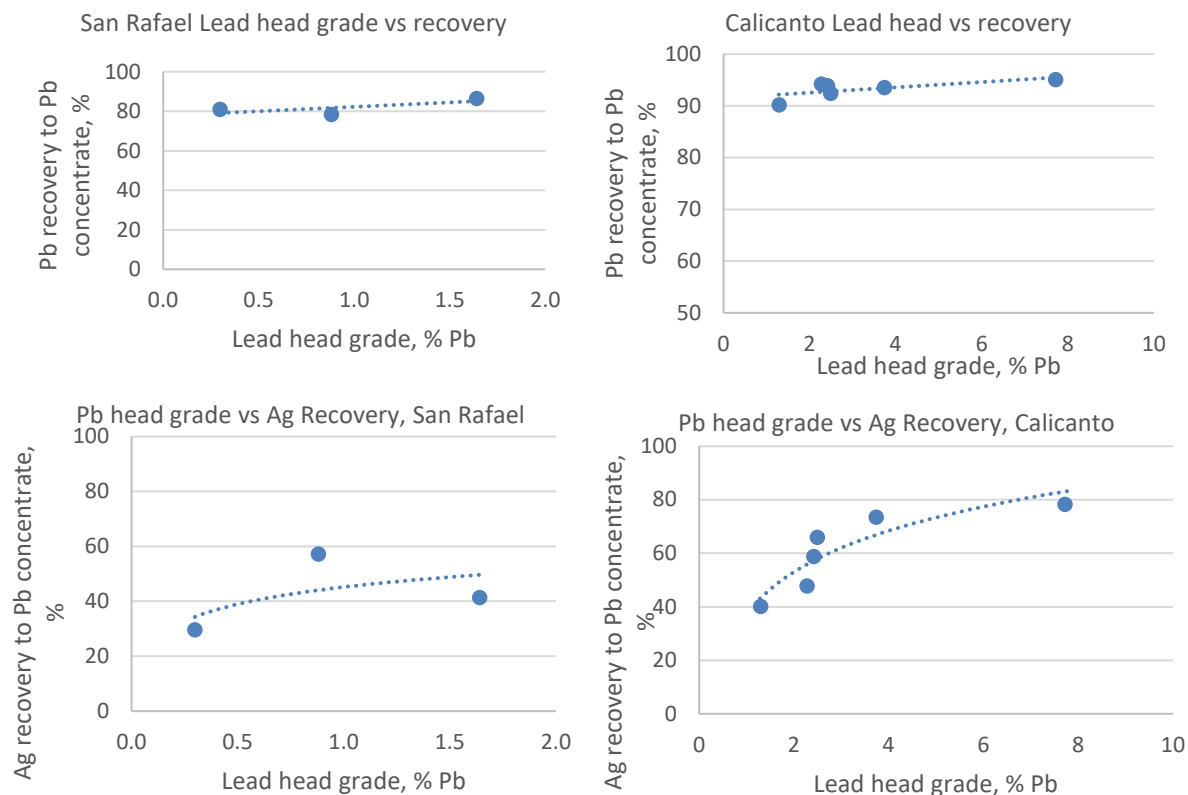 San Rafael Lead head grade vs recovery
Pb recovery to Pb
concentrate, %
100
80
60
40
20
0
0.0 0.5 1.0 1.5 2.0
Lead head grade, % Pb
Calicanto Lead head vs recovery
Pb recovery to Pb
concentrate, %
100
90
80
70
60
50
0 2 4 6 8 10
Lead head grade, % Pb
Pb head grade vs Ag Recovery, San Rafael
Ag recovery to Pb concentrate,
%
100
80
60
40
20
0
0.0 0.5 1.0 1.5 2.0
Lead head grade, % Pb
Pb head grade vs Ag Recovery, Calicanto
Ag recovery to Pb concentrate,
%
100
80
60
40
20
0
0 2 4 6 8 10
Lead head grade, % Pb